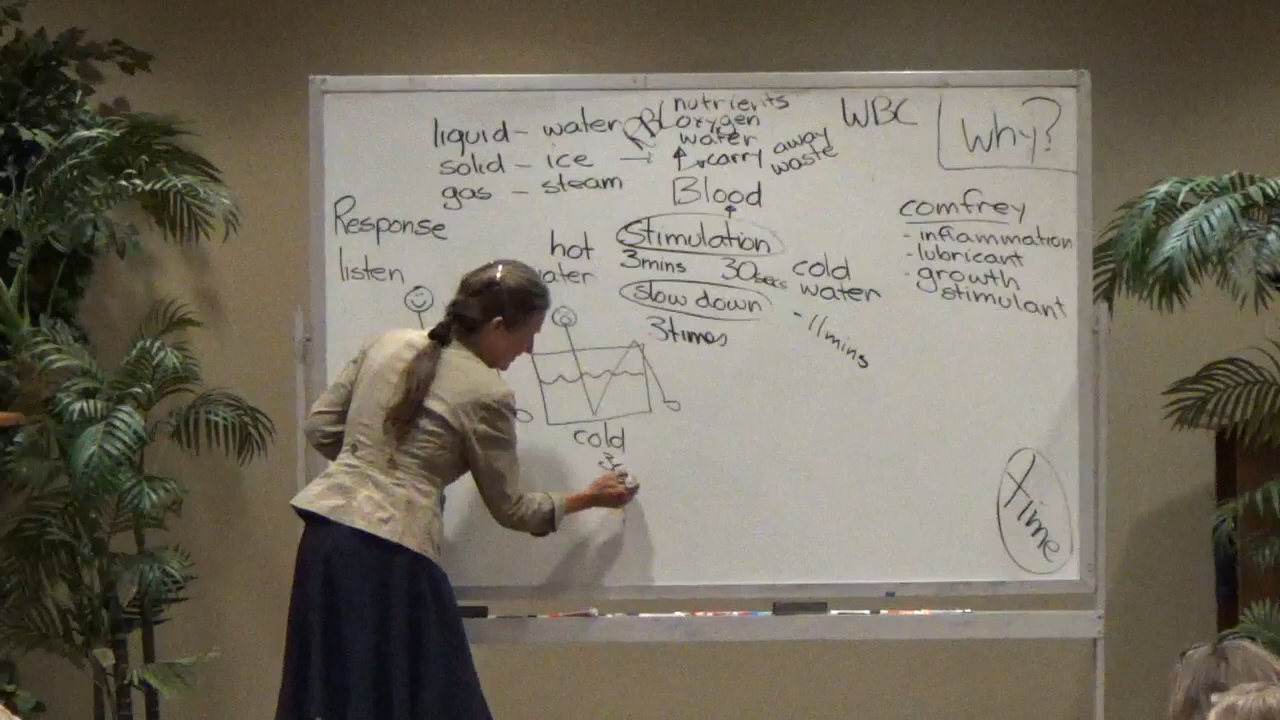 liquid - water
solid - ice →
gas - steam
RBC
nutrients
oxygen
water
carry away
waste
Blood
WBC
Why?
Response
listen
hot
water
Stimulation
3mins 30secs
slow down
3times
cold
water
- 11mins
comfrey
- inflammation
- lubricant
- growth
stimulant
cold
time